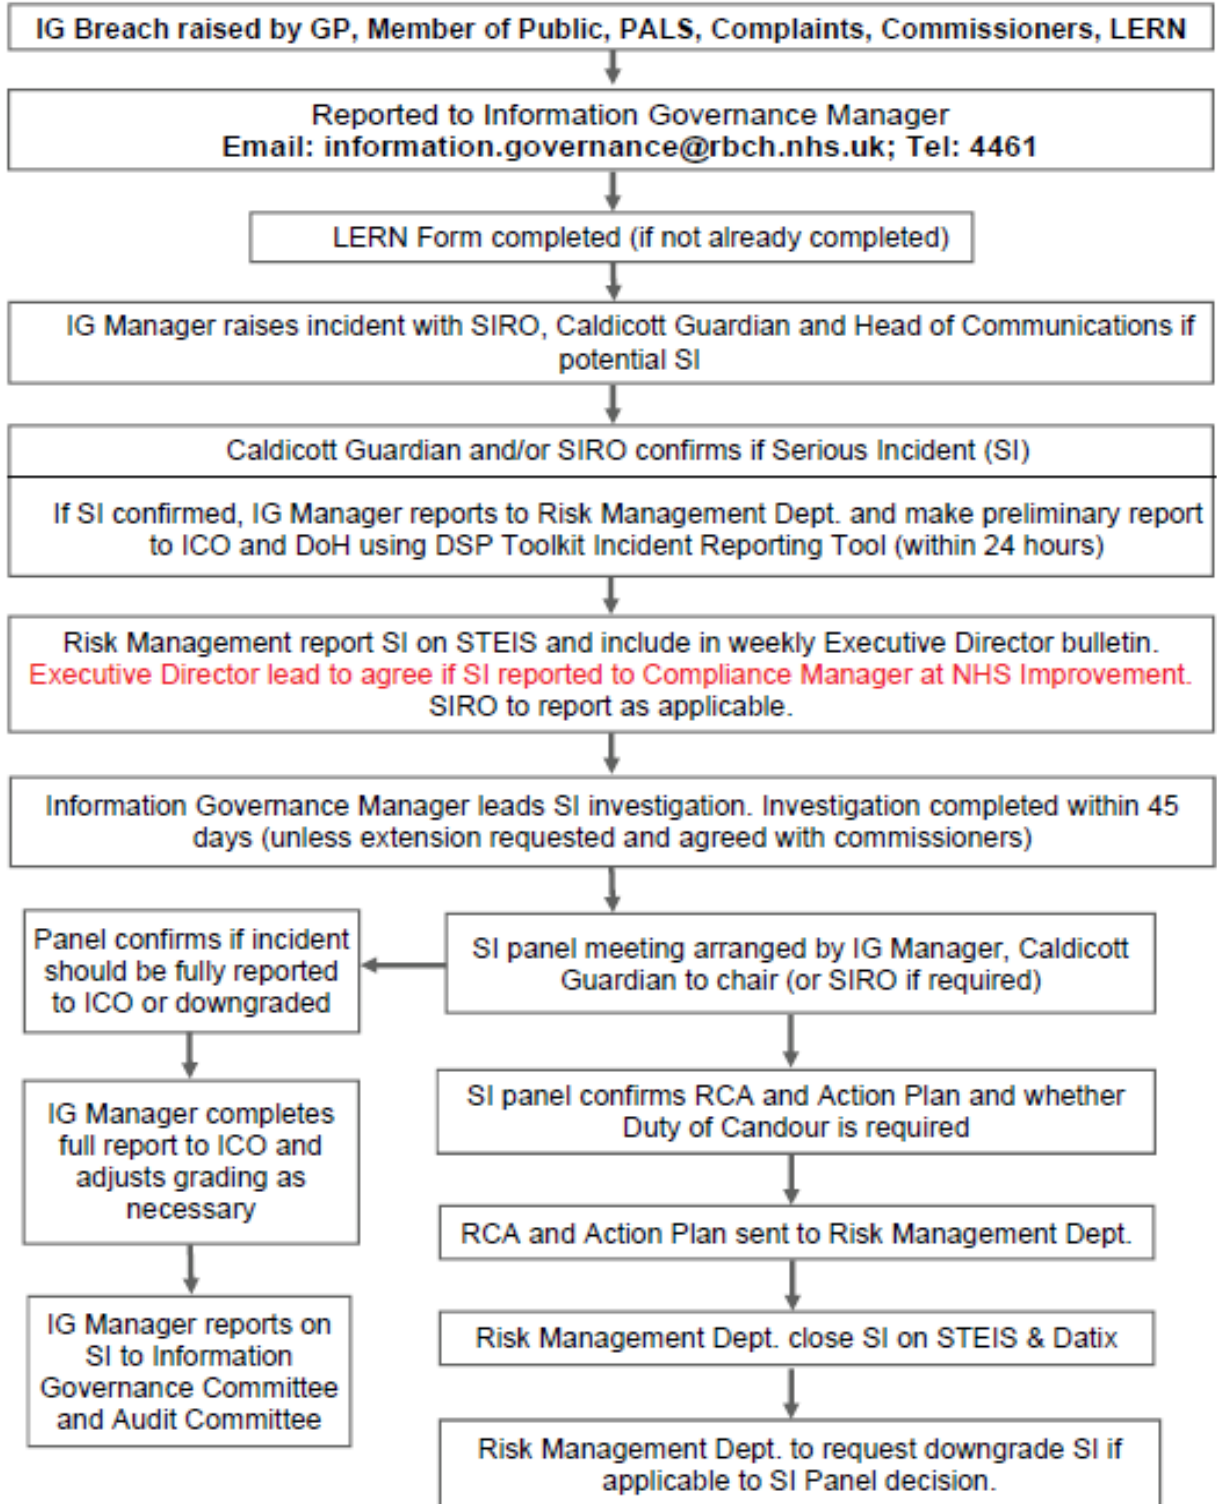 IG Breach raised by GP, Member of Public, PALS, Complaints, Commissioners, LERN
Reported to Information Governance Manager
Email: information.governance@rbch.nhs.uk; Tel: 4461
LERN Form completed (if not already completed)
IG Manager raises incident with SIRO, Caldicott Guardian and Head of Communications if
potential SI
Caldicott Guardian and/or SIRO confirms if Serious Incident (SI)
If SI confirmed, IG Manager reports to Risk Management Dept. and make preliminary report
to ICO and DoH using DSP Toolkit Incident Reporting Tool (within 24 hours)
Risk Management report SI on STEIS and include in weekly Executive Director bulletin.
Executive Director lead to agree if SI reported to Compliance Manager at NHS Improvement.
SIRO to report as applicable.
Information Governance Manager leads SI investigation. Investigation completed within 45
days (unless extension requested and agreed with commissioners)
SI panel meeting arranged by IG Manager, Caldicott
Guardian to chair (or SIRO if required)
Panel confirms if incident
should be fully reported
to ICO or downgraded
IG Manager completes
full report to ICO and
adjusts grading as
necessary
IG Manager reports on
SI to Information
Governance Committee
and Audit Committee
SI panel confirms RCA and Action Plan and whether
Duty of Candour is required
RCA and Action Plan sent to Risk Management Dept.
Risk Management Dept. close SI on STEIS & Datix
Risk Management Dept. to request downgrade SI if
applicable to SI Panel decision.